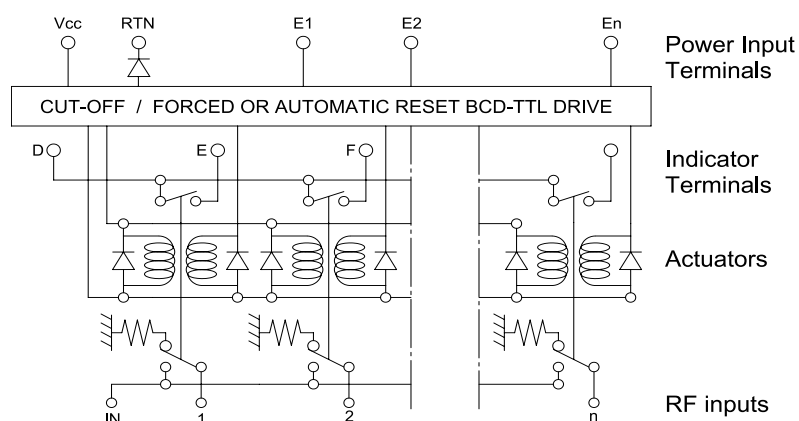 Vcc RTN E1 E2 En
Power Input
Terminals
CUT-OFF / FORCED OR AUTOMATIC RESET BCD-TTL DRIVE
D E F
Indicator
Terminals
Actuators
RF inputs
IN 1 2 n